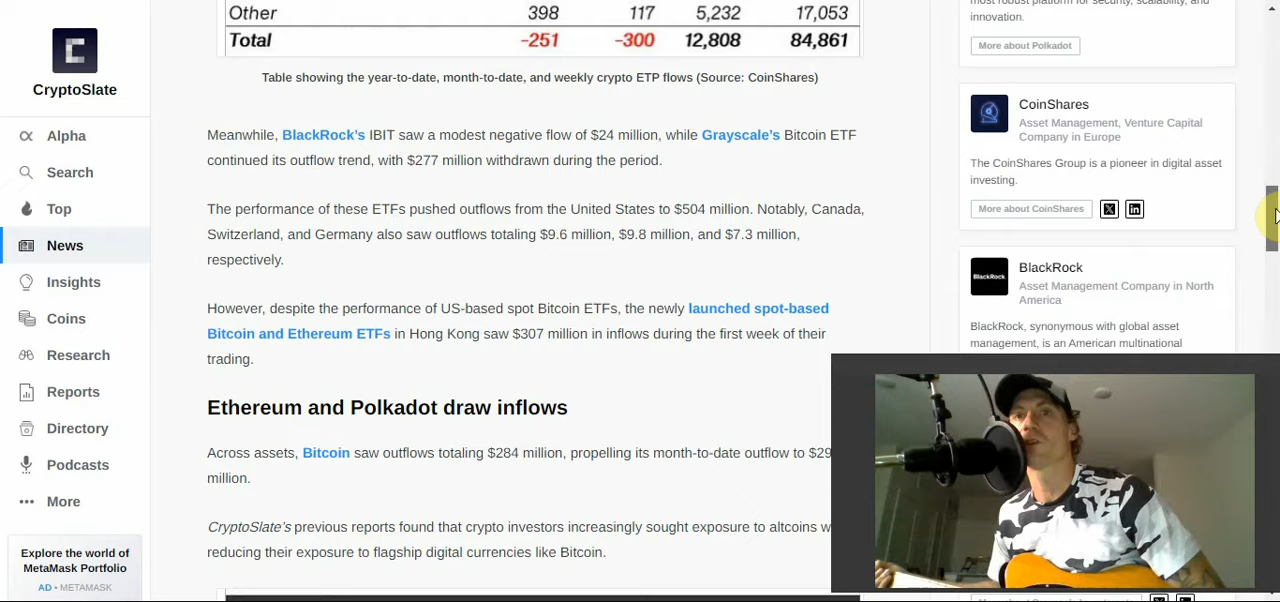 Other 398 117 5,232 17,053
Total -251 -300 12,808 84,861
Table showing the year-to-date, month-to-date, and weekly crypto ETP flows (Source: CoinShares)
Meanwhile, BlackRock's IBIT saw a modest negative flow of $24 million, while Grayscale's Bitcoin ETF
continued its outflow trend, with $277 million withdrawn during the period.
The performance of these ETFs pushed outflows from the United States to $504 million. Notably, Canada,
Switzerland, and Germany also saw outflows totaling $9.6 million, $9.8 million, and $7.3 million,
respectively.
However, despite the performance of US-based spot Bitcoin ETFs, the newly launched spot-based
Bitcoin and Ethereum ETFs in Hong Kong saw $307 million in inflows during the first week of their
trading.
Ethereum and Polkadot draw inflows
Across assets, Bitcoin saw outflows totaling $284 million, propelling its month-to-date outflow to
million.
CryptoSlate's previous reports found that crypto investors increasingly sought exposure to altcoins
reducing their exposure to flagship digital currencies like Bitcoin.
CryptoSlate
Alpha
Search
Top
News
Insights
Coins
Research
Reports
Directory
Podcasts
More
Explore the world of
MetaMask Portfolio
AD • METAMASK
most robust platform for security, scalability, and
innovation.
More about Polkadot
CoinShares
Asset Management, Venture Capital
Company in Europe
The CoinShares Group is a pioneer in digital asset
investing.
More about CoinShares
BlackRock
BlackRock
Asset Management Company in North
America
BlackRock, synonymous with global asset
management, is an American multinational